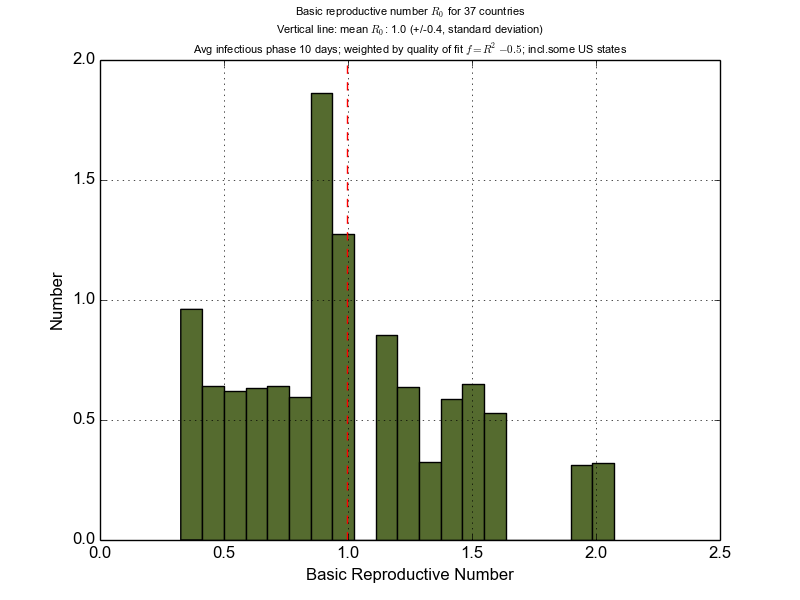 Basic reproductive number R₀ for 37 countries
Vertical line: mean R₀: 1.0 (+/-0.4, standard deviation)
Avg infectious phase 10 days; weighted by quality of fit f=R² −0.5; incl.some US states
2.0
1.5
1.0
0.5
0.0
Number
0.0 0.5 1.0 1.5 2.0 2.5
Basic Reproductive Number